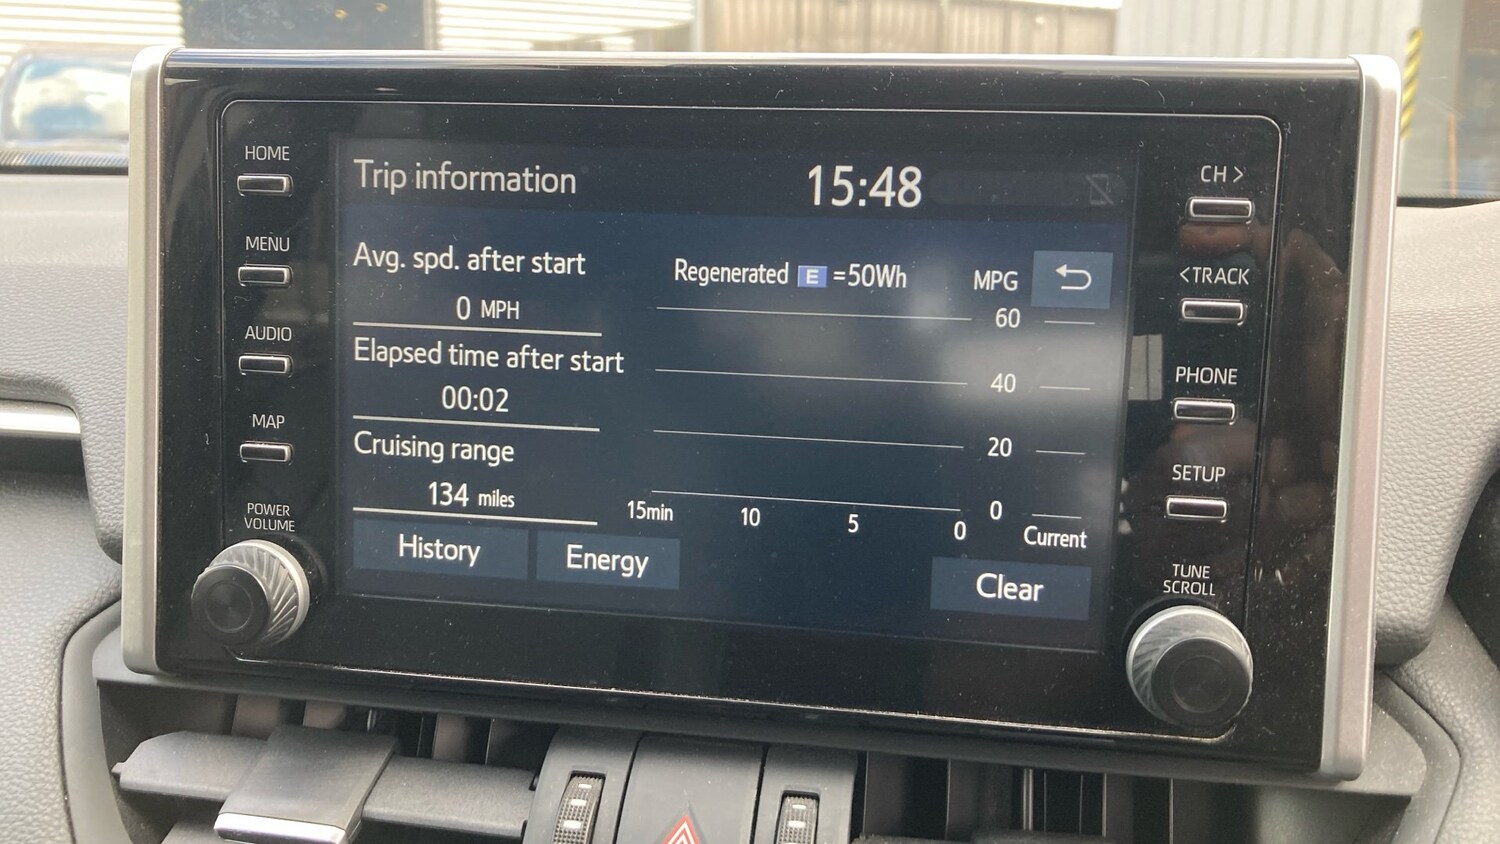 HOME
MENU
AUDIO
MAP
POWER
VOLUME
Trip information
15:48
Avg. spd. after start
0 MPH
Elapsed time after start
00:02
Cruising range
134 miles
History
Energy
Regenerated E =50Wh
MPG
60
40
20
0
15min 10 5 0
Current
Clear
CH >
<TRACK
PHONE
SETUP
TUNE
SCROLL